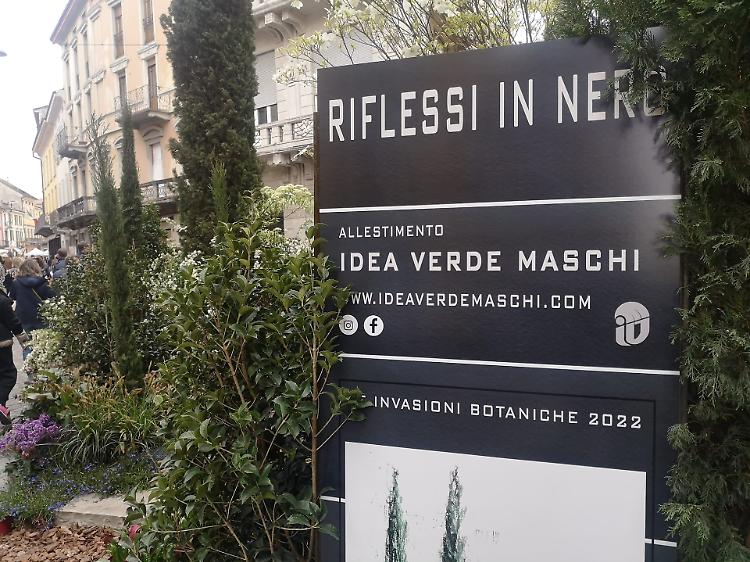 RIFLESSI IN NERO
ALLESTIMENTO
IDEA VERDE MASCHI
WWW.IDEAVERDEMASCHI.COM
INVASIONI BOTANICHE 2022